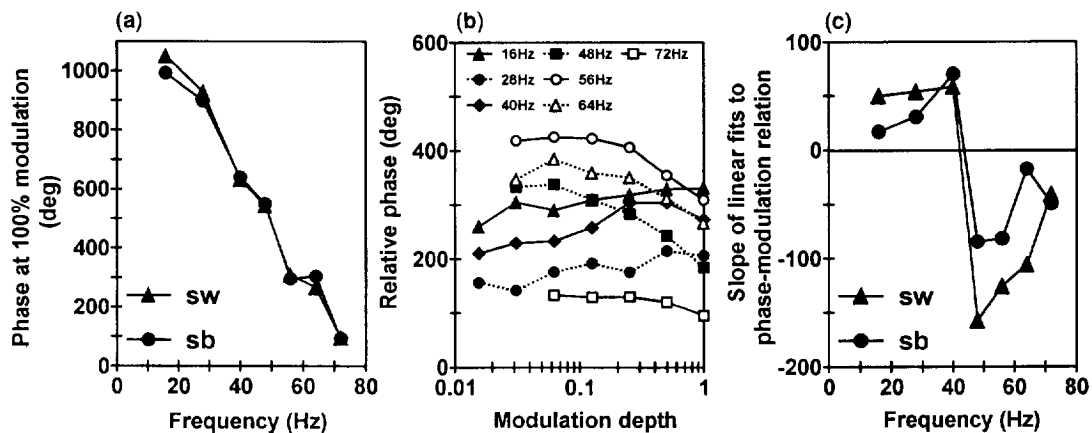 (a)
Phase at 100% modulation
(deg)
1000
800
600
400
200
0
sw
sb
0 20 40 60 80
Frequency (Hz)
(b)
Relative phase (deg)
600
400
200
0
16Hz 48Hz 72Hz
28Hz 56Hz
40Hz 64Hz
0.01 0.1 1
Modulation depth
(c)
Slope of linear fits to
phase-modulation relation
100
0
-100
-200
sw
sb
0 20 40 60 80
Frequency (Hz)